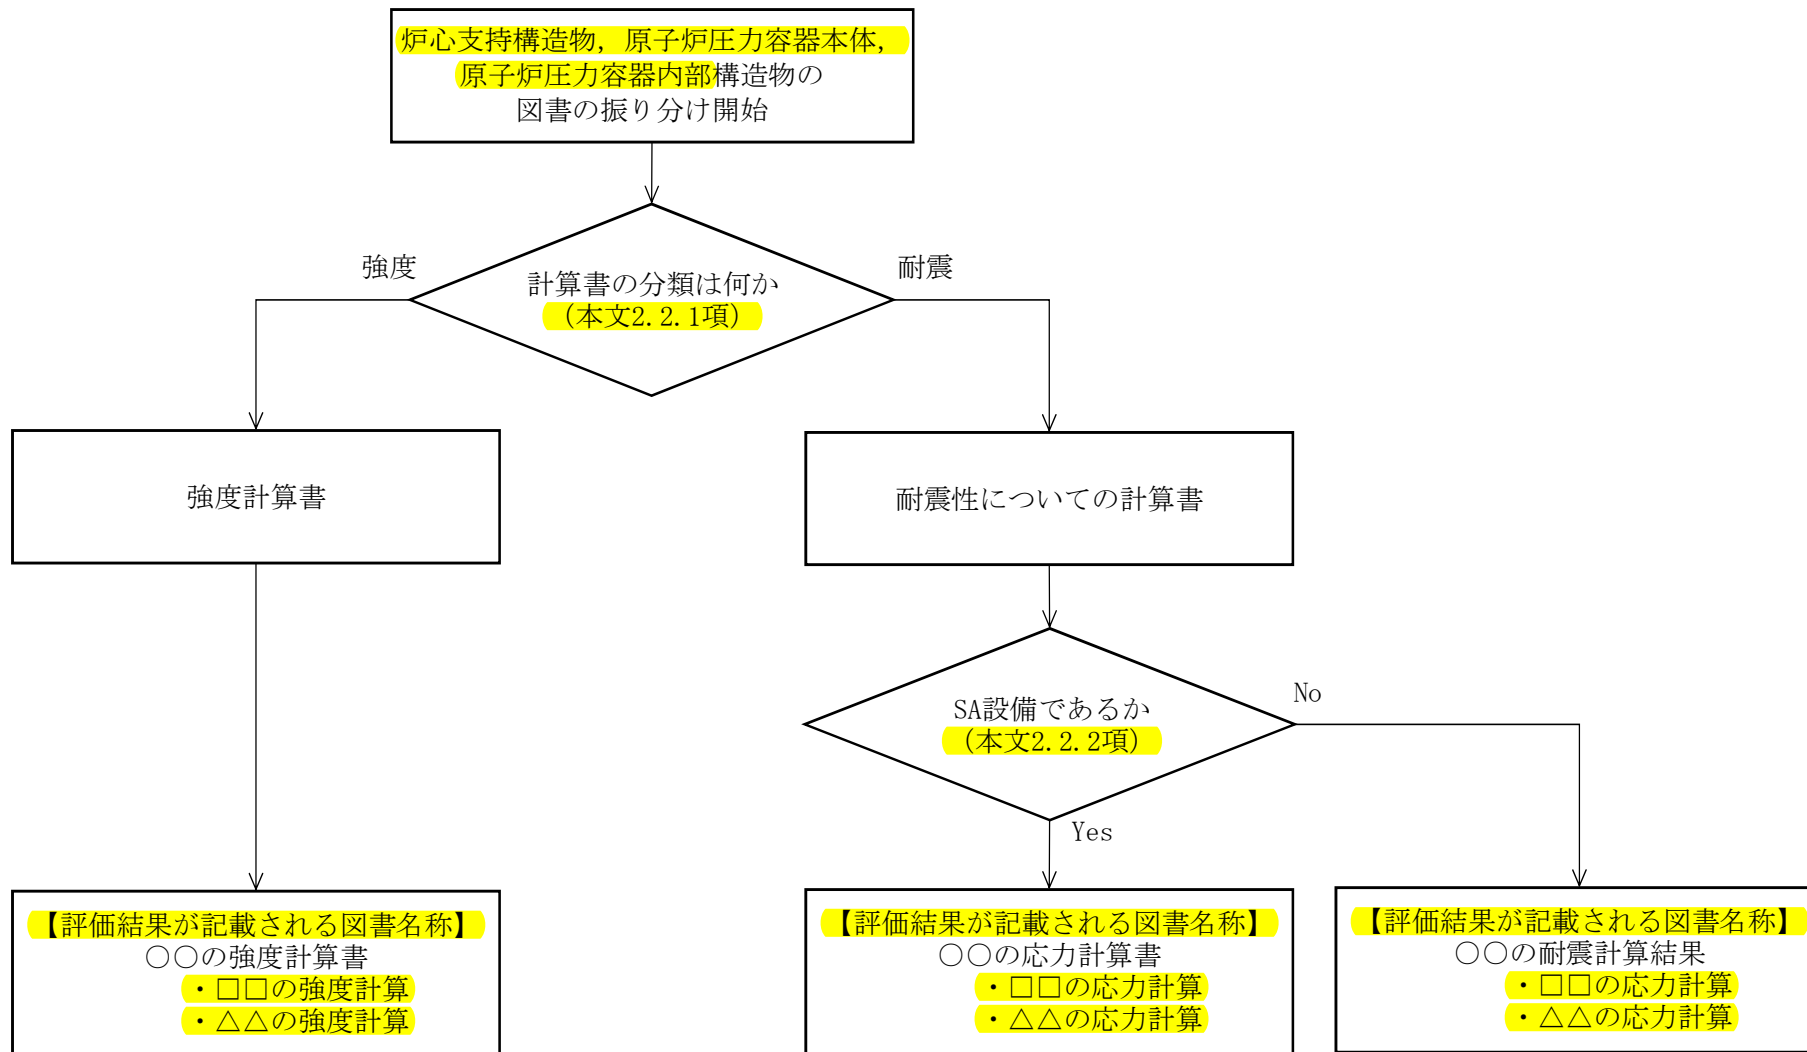 炉心支持構造物, 原子炉圧力容器本体,
原子炉圧力容器内部構造物の
図書の振り分け開始
強度
耐震
計算書の分類は何か
(本文2.2.1項)
強度計算書
耐震性についての計算書
SA設備であるか
(本文2.2.2項)
No
Yes
【評価結果が記載される図書名称】
○○の強度計算書
・□□の強度計算
・△△の強度計算
【評価結果が記載される図書名称】
○○の応力計算書
・□□の応力計算
・△△の応力計算
【評価結果が記載される図書名称】
○○の耐震計算結果
・□□の応力計算
・△△の応力計算